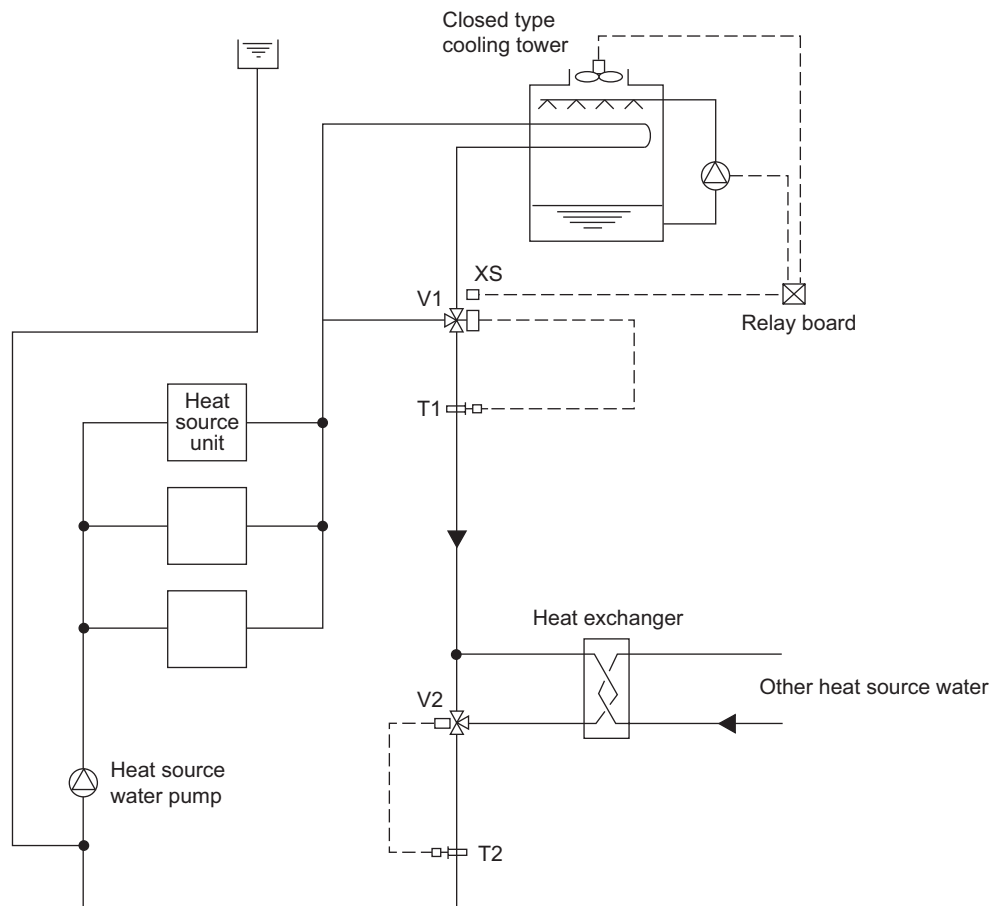 Closed type
cooling tower
XS
V1
Relay board
T1
Heat
source
unit
Heat exchanger
Other heat source water
V2
Heat source
water pump
T2